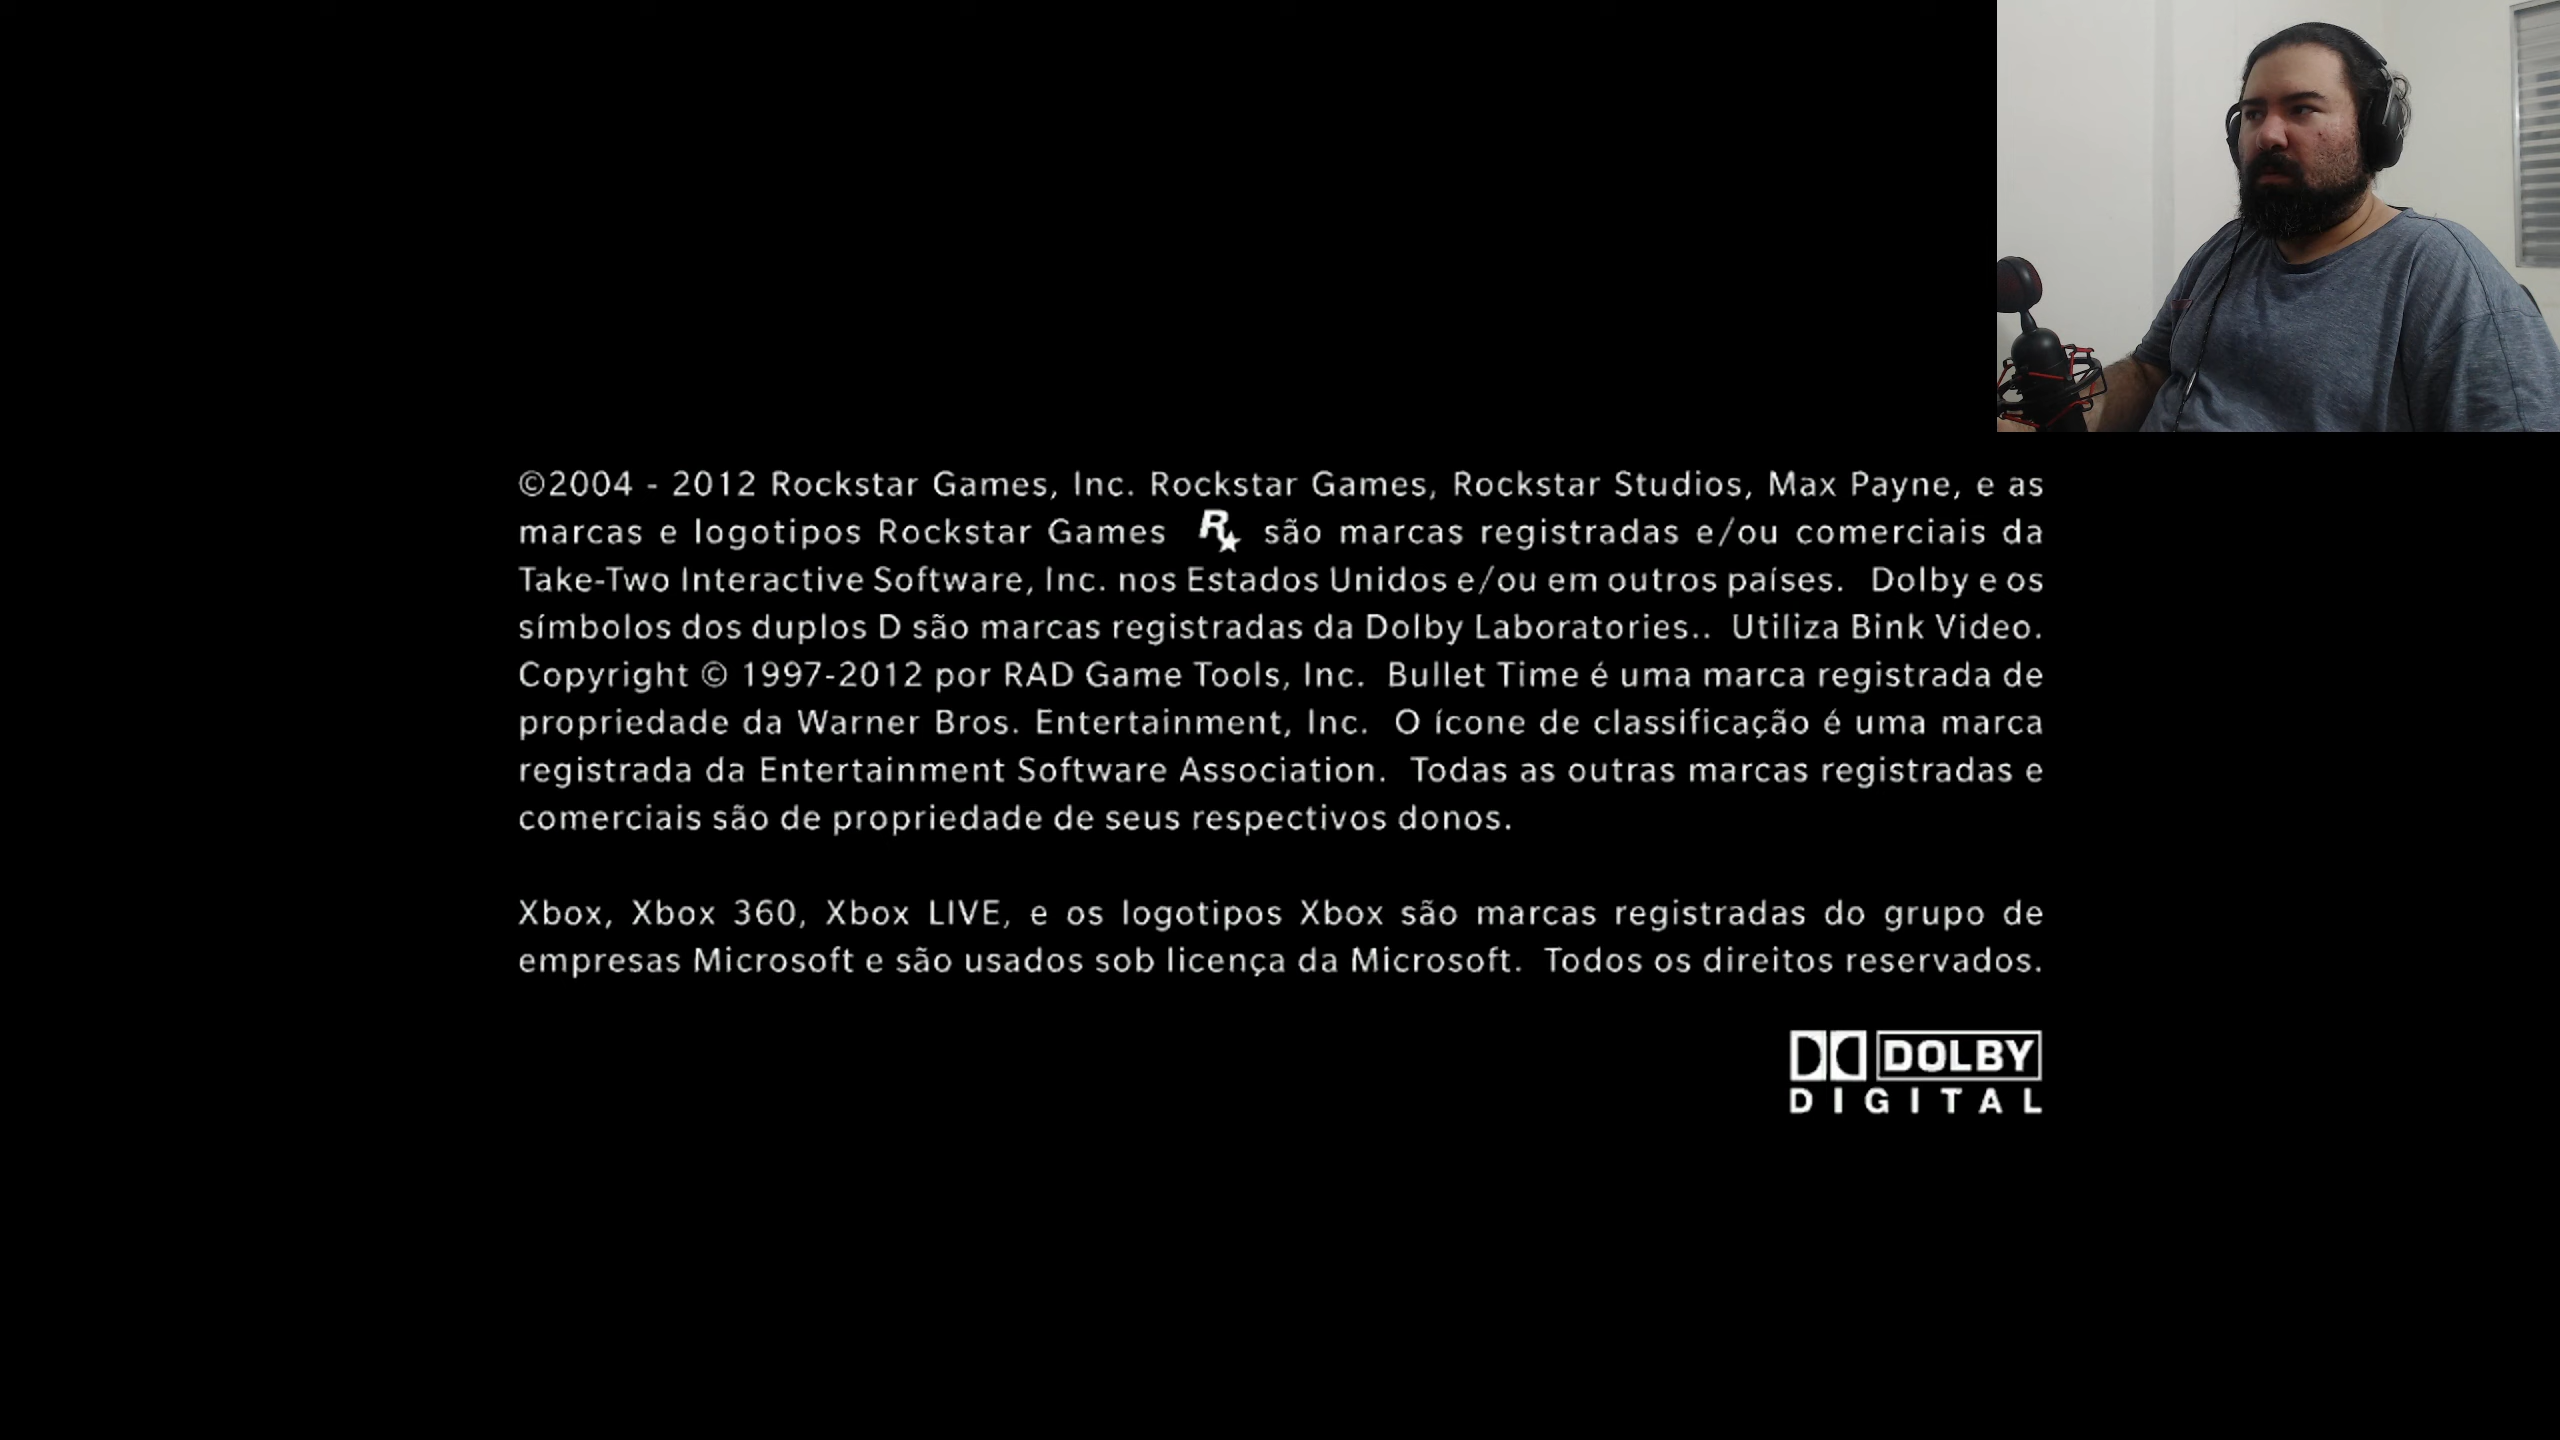 ©2004 - 2012 Rockstar Games, Inc. Rockstar Games, Rockstar Studios, Max Payne, e as
marcas e logotipos Rockstar Games R★ são marcas registradas e/ou comerciais da
Take-Two Interactive Software, Inc. nos Estados Unidos e/ou em outros países. Dolby e os
símbolos dos duplos D são marcas registradas da Dolby Laboratories.. Utiliza Bink Video.
Copyright © 1997-2012 por RAD Game Tools, Inc. Bullet Time é uma marca registrada de
propriedade da Warner Bros. Entertainment, Inc. O ícone de classificação é uma marca
registrada da Entertainment Software Association. Todas as outras marcas registradas e
comerciais são de propriedade de seus respectivos donos.
Xbox, Xbox 360, Xbox LIVE, e os logotipos Xbox são marcas registradas do grupo de
empresas Microsoft e são usados sob licença da Microsoft. Todos os direitos reservados.
DOLBY
DIGITAL